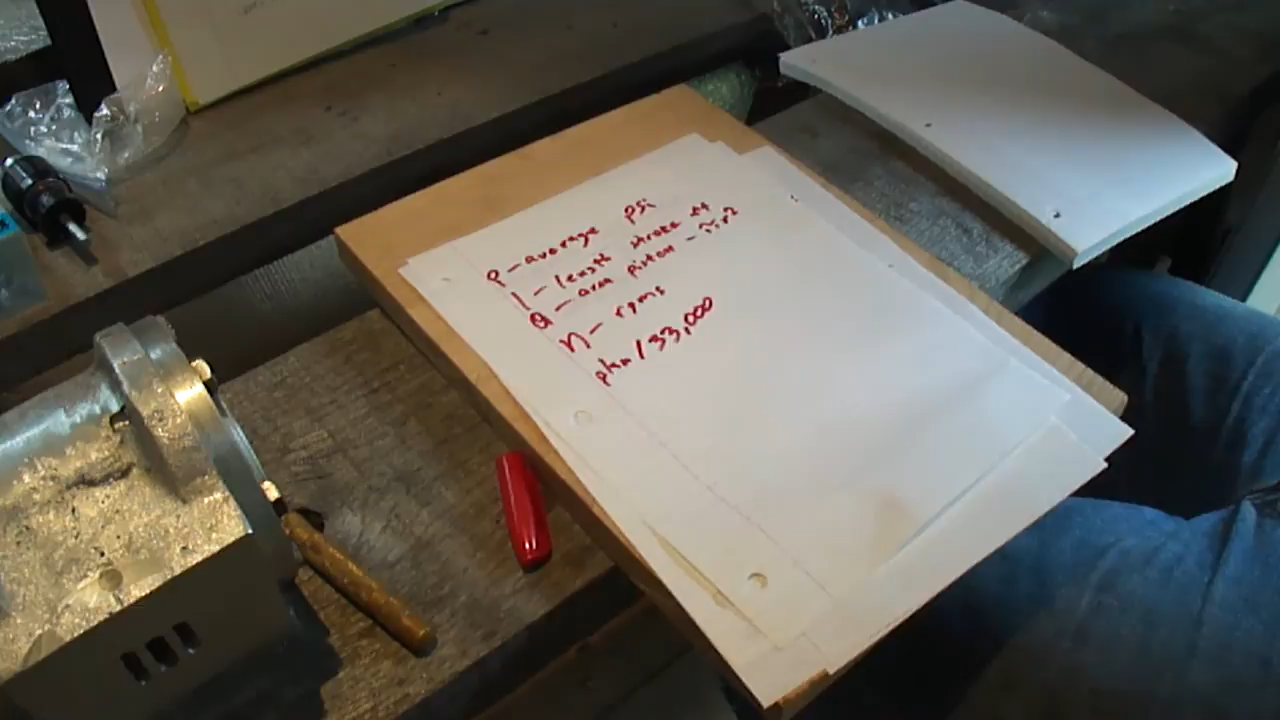 P - average psi
l - length stroke ft
a - area piston - πr2
n - rpms
plan/33,000